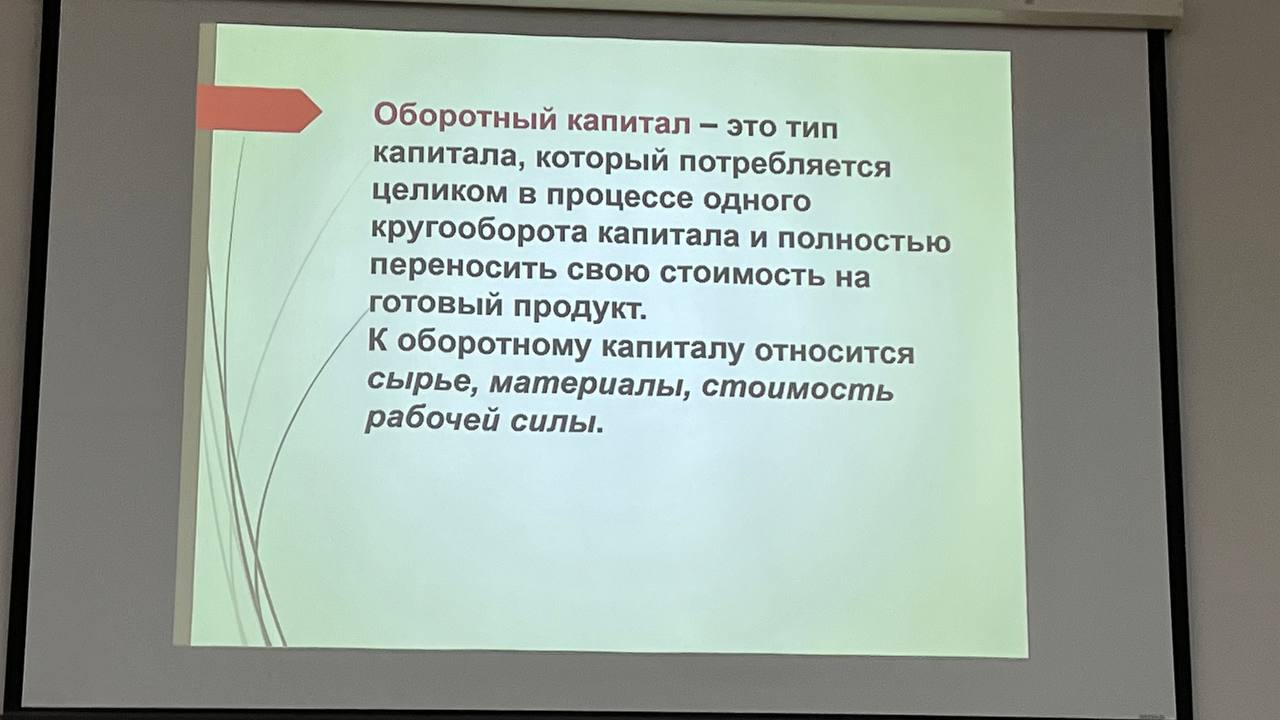 Оборотный капитал – это тип
капитала, который потребляется
целиком в процессе одного
кругооборота капитала и полностью
переносить свою стоимость на
готовый продукт.
К оборотному капиталу относится
сырье, материалы, стоимость
рабочей силы.